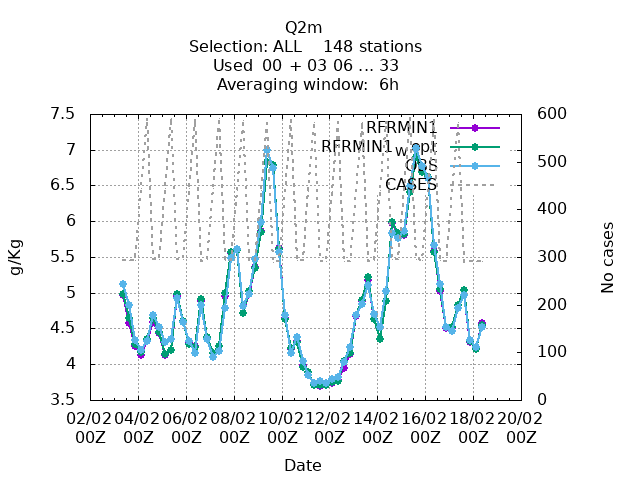 Q2m
Selection: ALL 148 stations
Used 00 + 03 06 ... 33
Averaging window: 6h
g/Kg
7.5
7
6.5
6
5.5
5
4.5
4
3.5
600
500
400
300
200
100
0
No cases
RFRMIN1
RFRMIN1w opt
OBS
CASES
02/02 04/02 06/02 08/02 10/02 12/02 14/02 16/02 18/02 20/02
00Z 00Z 00Z 00Z 00Z 00Z 00Z 00Z 00Z 00Z
Date